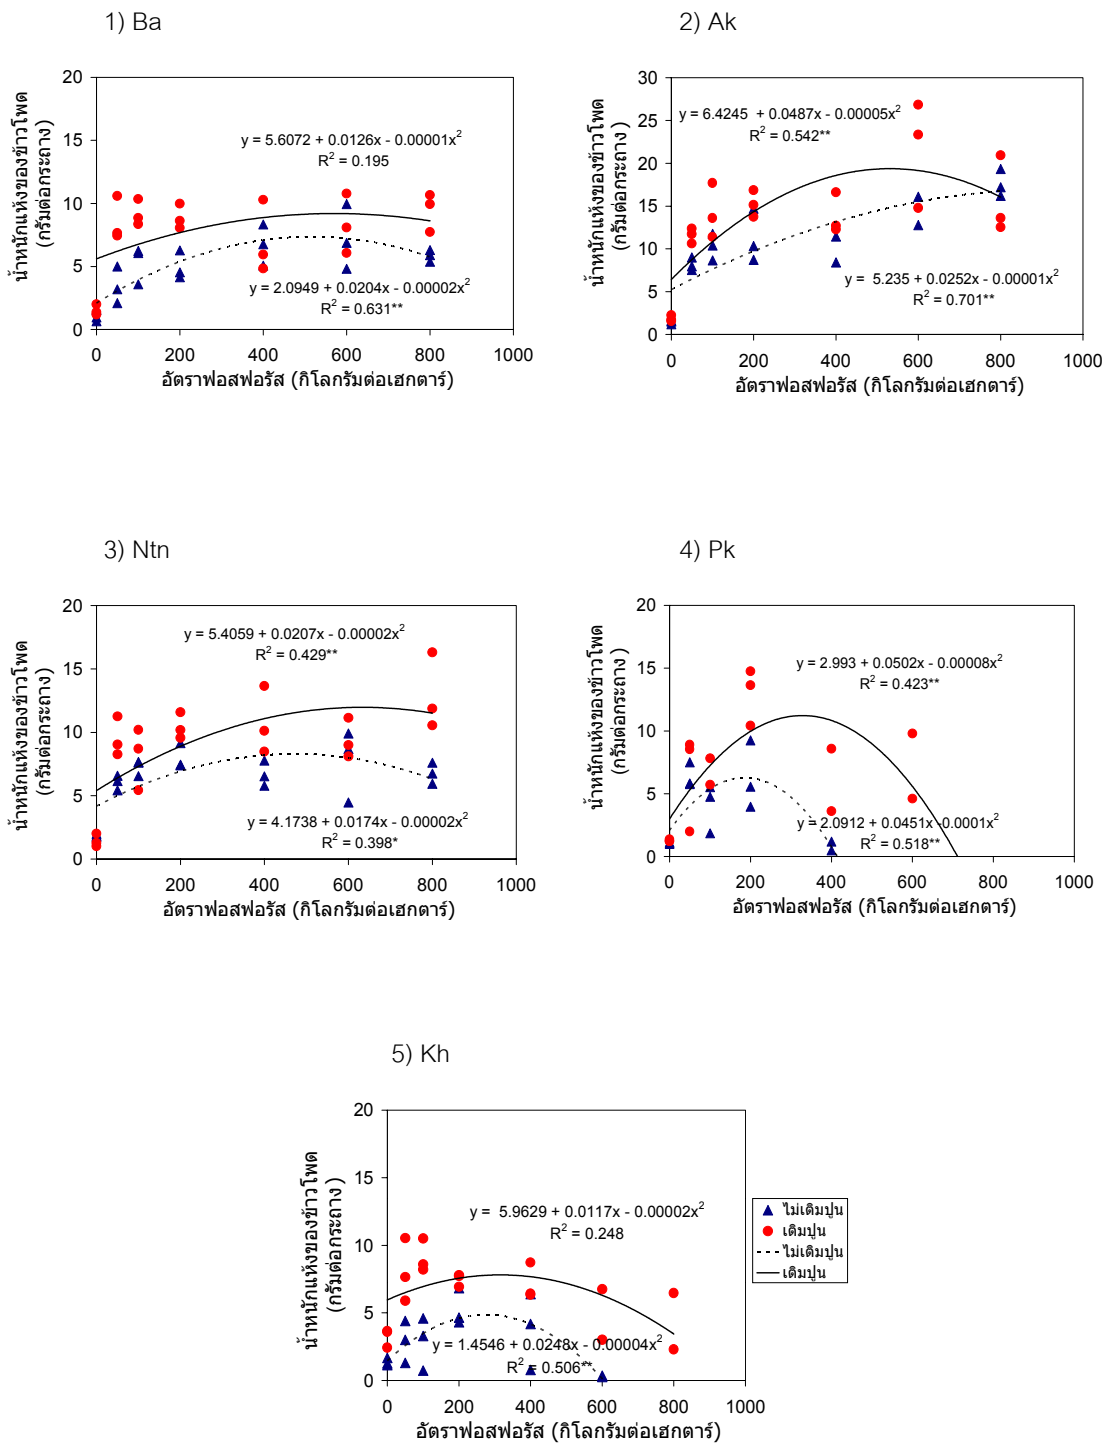 1) Ba
20
15
10
5
0
0 200 400 600 800 1000
น้ำหนักแห้งของข้าวโพด
(กรัมต่อกระถาง)
y = 5.6072 + 0.0126x - 0.00001x²
R² = 0.195
y = 2.0949 + 0.0204x - 0.00002x²
R² = 0.631**
อัตราฟอสฟอรัส (กิโลกรัมต่อเฮกตาร์)
2) Ak
30
25
20
15
10
5
0
0 200 400 600 800 1000
น้ำหนักแห้งของข้าวโพด
(กรัมต่อกระถาง)
y = 6.4245 + 0.0487x - 0.00005x²
R² = 0.542**
y = 5.235 + 0.0252x - 0.00001x²
R² = 0.701**
อัตราฟอสฟอรัส (กิโลกรัมต่อเฮกตาร์)
3) Ntn
20
15
10
5
0
0 200 400 600 800 1000
น้ำหนักแห้งของข้าวโพด
(กรัมต่อกระถาง)
y = 5.4059 + 0.0207x - 0.00002x²
R² = 0.429**
y = 4.1738 + 0.0174x - 0.00002x²
R² = 0.398*
อัตราฟอสฟอรัส (กิโลกรัมต่อเฮกตาร์)
4) Pk
20
15
10
5
0
0 200 400 600 800 1000
น้ำหนักแห้งของข้าวโพด
(กรัมต่อกระถาง)
y = 2.993 + 0.0502x - 0.00008x²
R² = 0.423**
y = 2.0912 + 0.0451x -0.0001x²
R² = 0.518**
อัตราฟอสฟอรัส (กิโลกรัมต่อเฮกตาร์)
5) Kh
20
15
10
5
0
0 200 400 600 800 1000
น้ำหนักแห้งของข้าวโพด
(กรัมต่อกระถาง)
y = 5.9629 + 0.0117x - 0.00002x²
R² = 0.248
y = 1.4546 + 0.0248x - 0.00004x²
R² = 0.506**
อัตราฟอสฟอรัส (กิโลกรัมต่อเฮกตาร์)
ไม่เติมปูน
เติมปูน
ไม่เติมปูน
เติมปูน